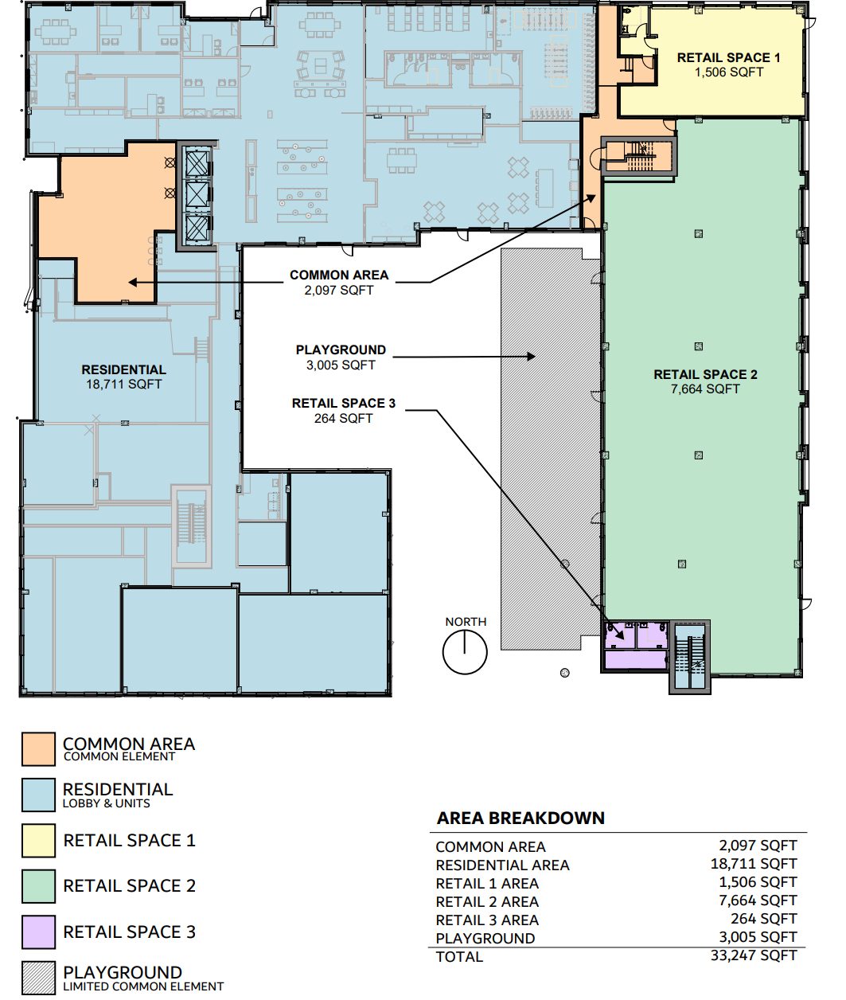 RETAIL SPACE 1
1,506 SQFT
COMMON AREA
2,097 SQFT
PLAYGROUND
3,005 SQFT
RESIDENTIAL
18,711 SQFT
RETAIL SPACE 2
7,664 SQFT
RETAIL SPACE 3
264 SQFT
NORTH
COMMON AREA
COMMON ELEMENT
RESIDENTIAL
LOBBY & UNITS
RETAIL SPACE 1
RETAIL SPACE 2
RETAIL SPACE 3
PLAYGROUND
LIMITED COMMON ELEMENT
AREA BREAKDOWN
COMMON AREA 2,097 SQFT
RESIDENTIAL AREA 18,711 SQFT
RETAIL 1 AREA 1,506 SQFT
RETAIL 2 AREA 7,664 SQFT
RETAIL 3 AREA 264 SQFT
PLAYGROUND 3,005 SQFT
TOTAL 33,247 SQFT